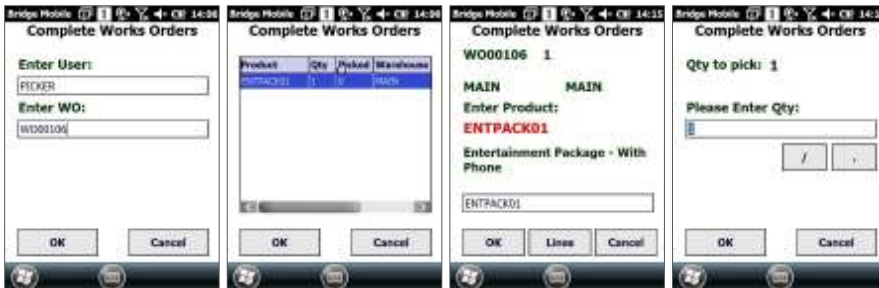 Bridge Mobile 14:06
Complete Works Orders
Enter User:
PICKER
Enter WO:
WO00106
OK Cancel
Bridge Mobile
Complete Works Orders
Product Qty Picked Warehouse
ENTPACK01 1 0 MAIN
OK Cancel
Bridge Mobile 14:15
Complete Works Orders
WO00106 1
MAIN MAIN
Enter Product:
ENTPACK01
Entertainment Package - With
Phone
ENTPACK01
OK Lines Cancel
Bridge Mobile
Complete Works Orders
Qty to pick: 1
Please Enter Qty:
1
/ .
OK Cancel